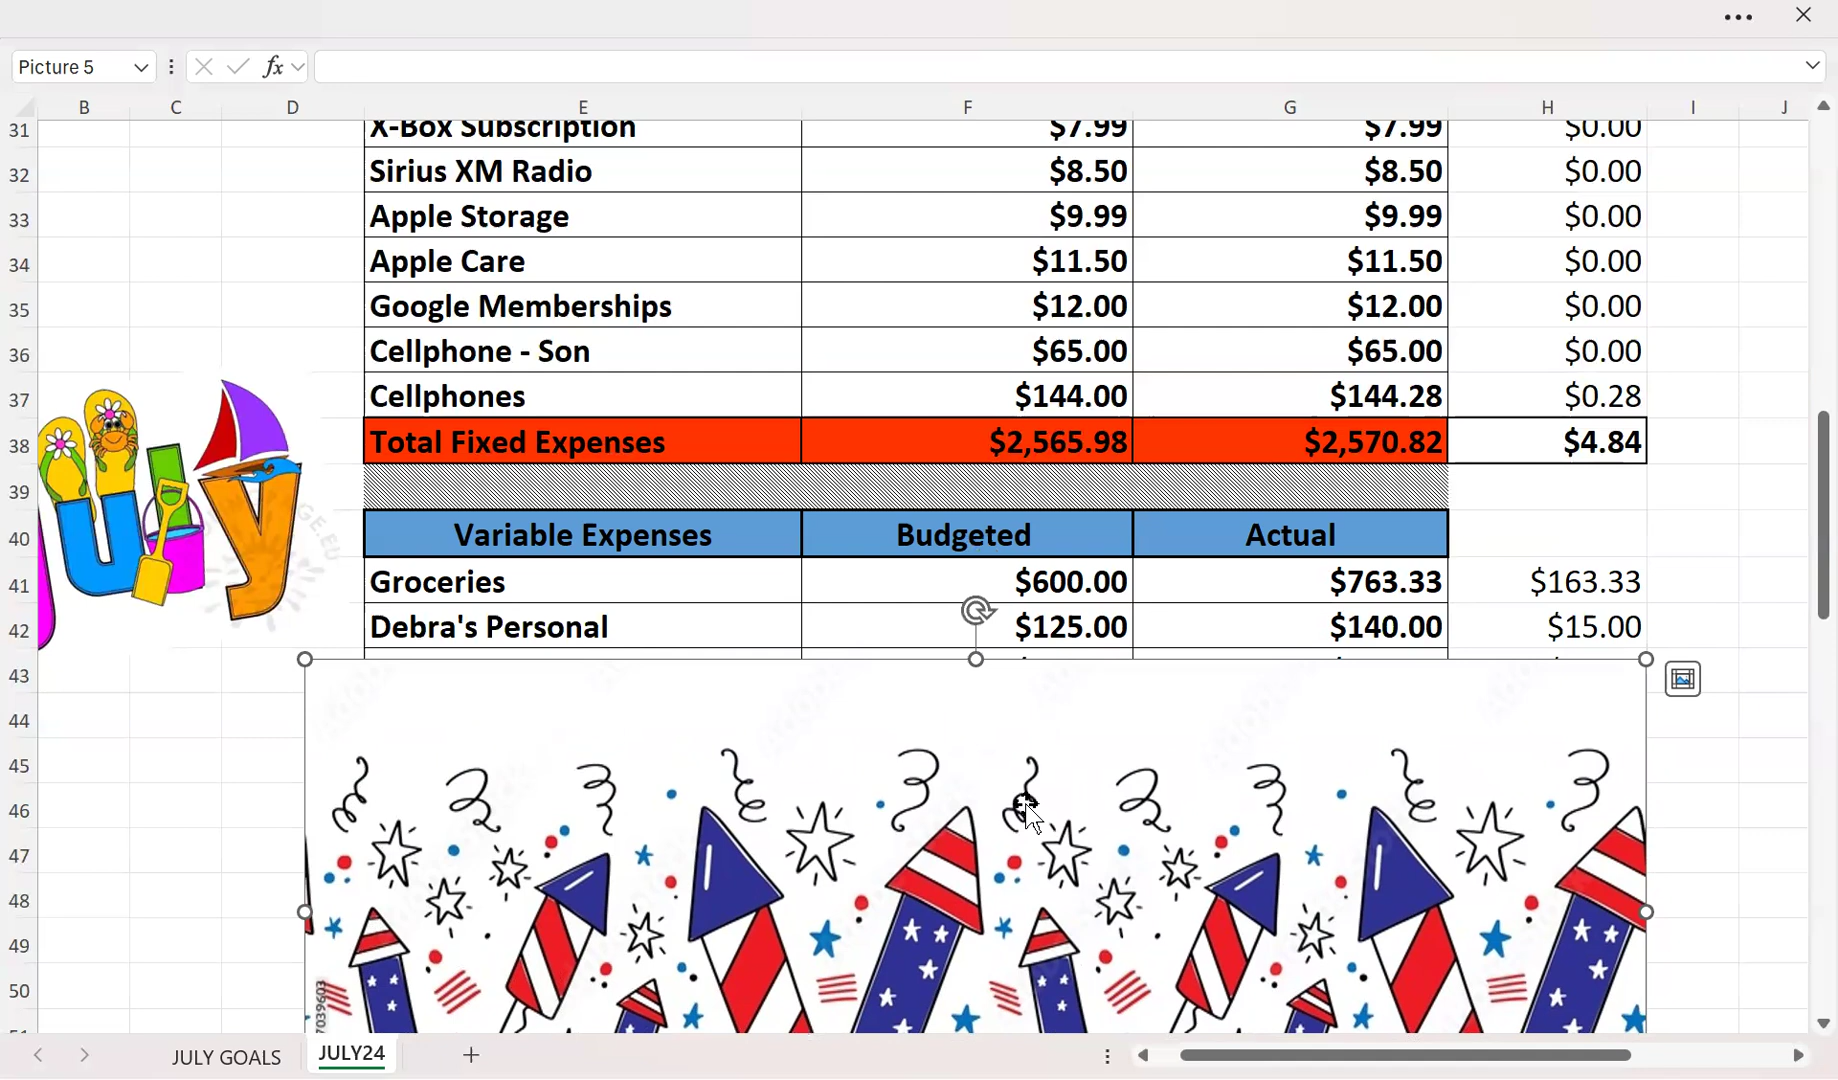 Picture 5 fx
B C D E F G H I J
31 X-Box Subscription $7.99 $7.99 $0.00
32 Sirius XM Radio $8.50 $8.50 $0.00
33 Apple Storage $9.99 $9.99 $0.00
34 Apple Care $11.50 $11.50 $0.00
35 Google Memberships $12.00 $12.00 $0.00
36 Cellphone - Son $65.00 $65.00 $0.00
37 Cellphones $144.00 $144.28 $0.28
38 Total Fixed Expenses $2,565.98 $2,570.82 $4.84
39
40 Variable Expenses Budgeted Actual
41 Groceries $600.00 $763.33 $163.33
42 Debra's Personal $125.00 $140.00 $15.00
43
44
45
46
47
48
49
50
July
7039603
JULY GOALS JULY24